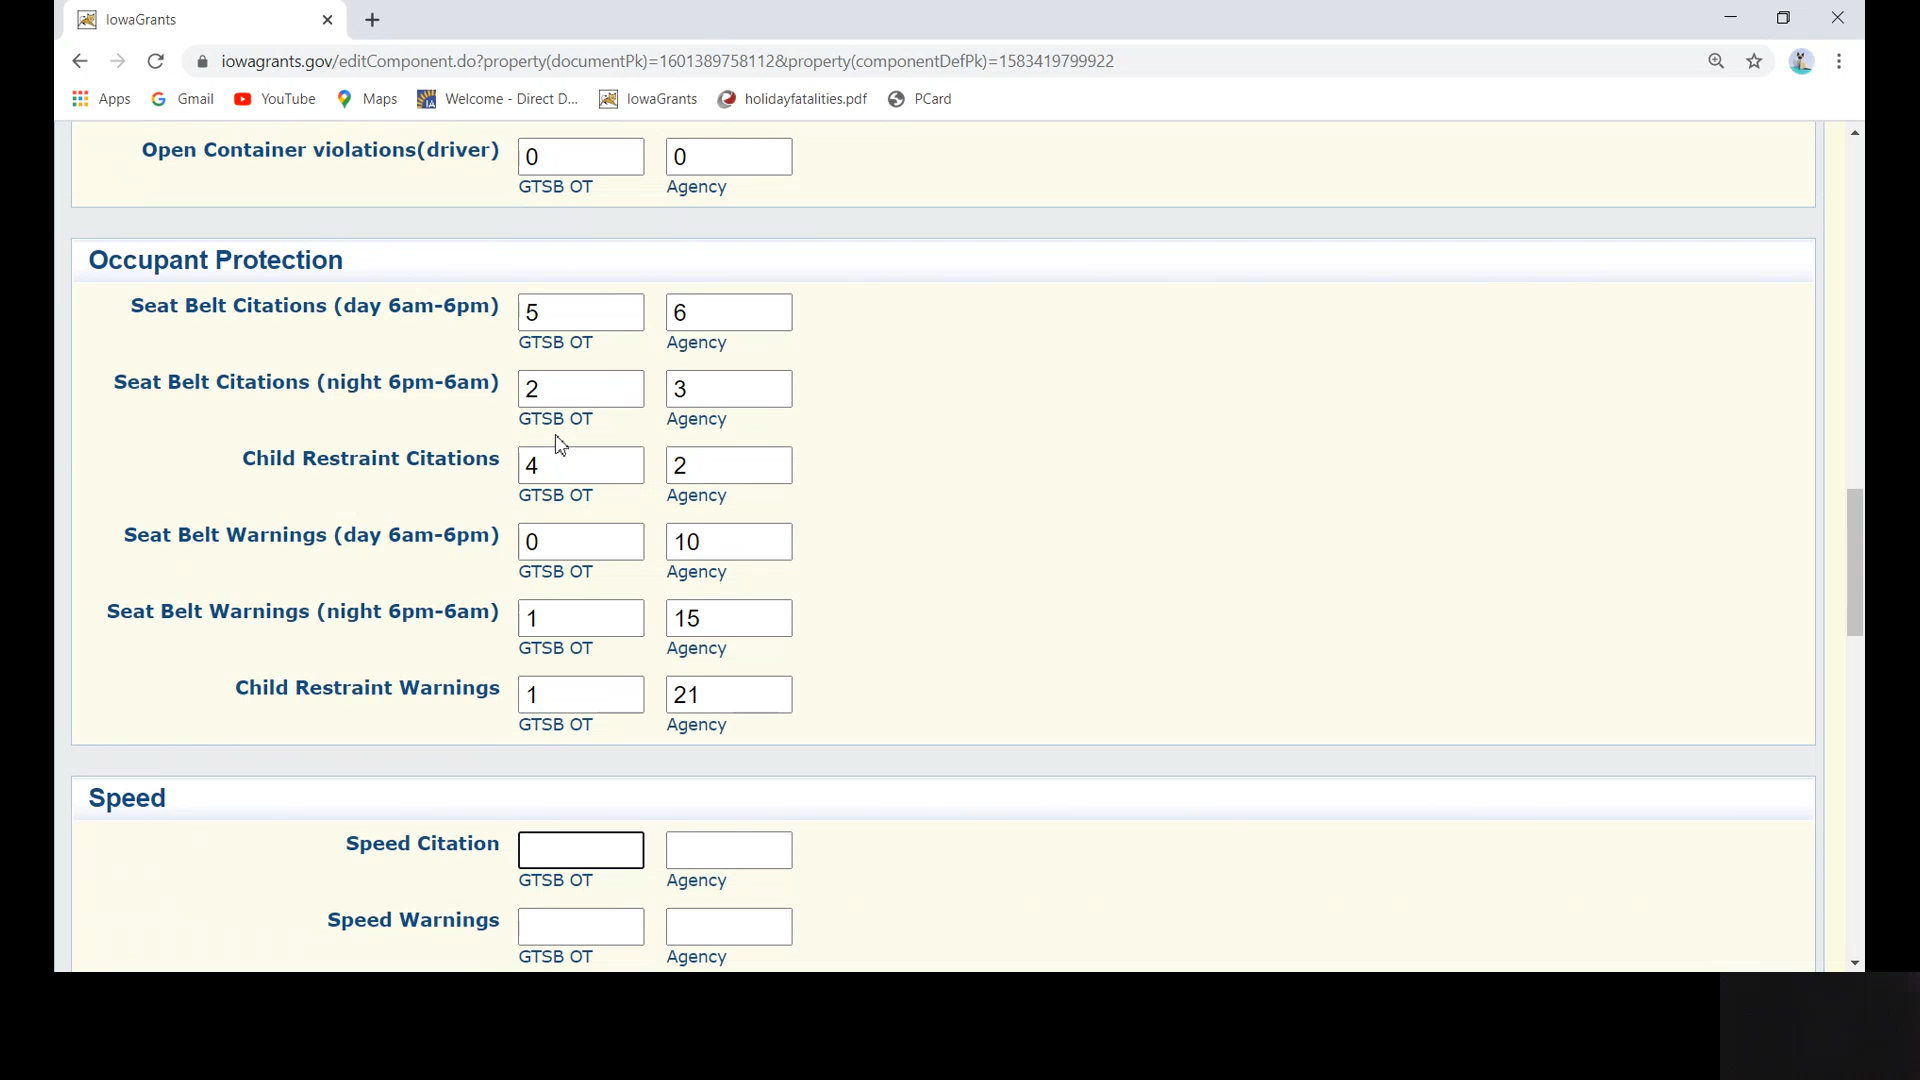 IowaGrants
iowagrants.gov/editComponent.do?property(documentPk)=1601389758112&property(componentDefPk)=1583419799922
Apps Gmail YouTube Maps Welcome - Direct D... IowaGrants holidayfatalities.pdf PCard
Open Container violations(driver) 0 0
GTSB OT Agency
Occupant Protection
Seat Belt Citations (day 6am-6pm) 5 6
GTSB OT Agency
Seat Belt Citations (night 6pm-6am) 2 3
GTSB OT Agency
Child Restraint Citations 4 2
GTSB OT Agency
Seat Belt Warnings (day 6am-6pm) 0 10
GTSB OT Agency
Seat Belt Warnings (night 6pm-6am) 1 15
GTSB OT Agency
Child Restraint Warnings 1 21
GTSB OT Agency
Speed
Speed Citation
GTSB OT Agency
Speed Warnings
GTSB OT Agency